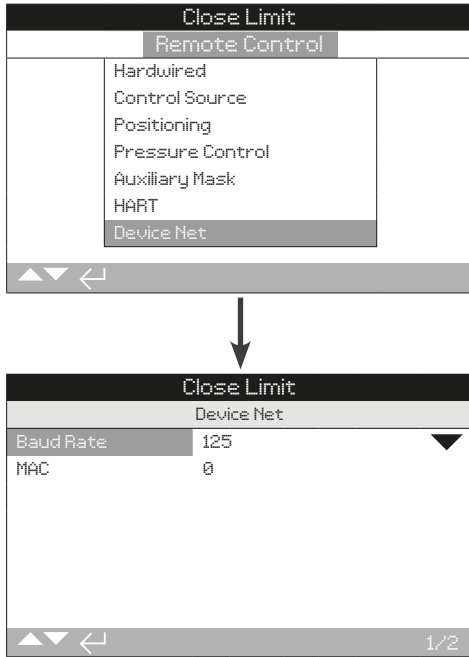 Close Limit
Remote Control
Hardwired
Control Source
Positioning
Pressure Control
Auxiliary Mask
HART
Device Net
Close Limit
Device Net
Baud Rate 125
MAC 0
1/2